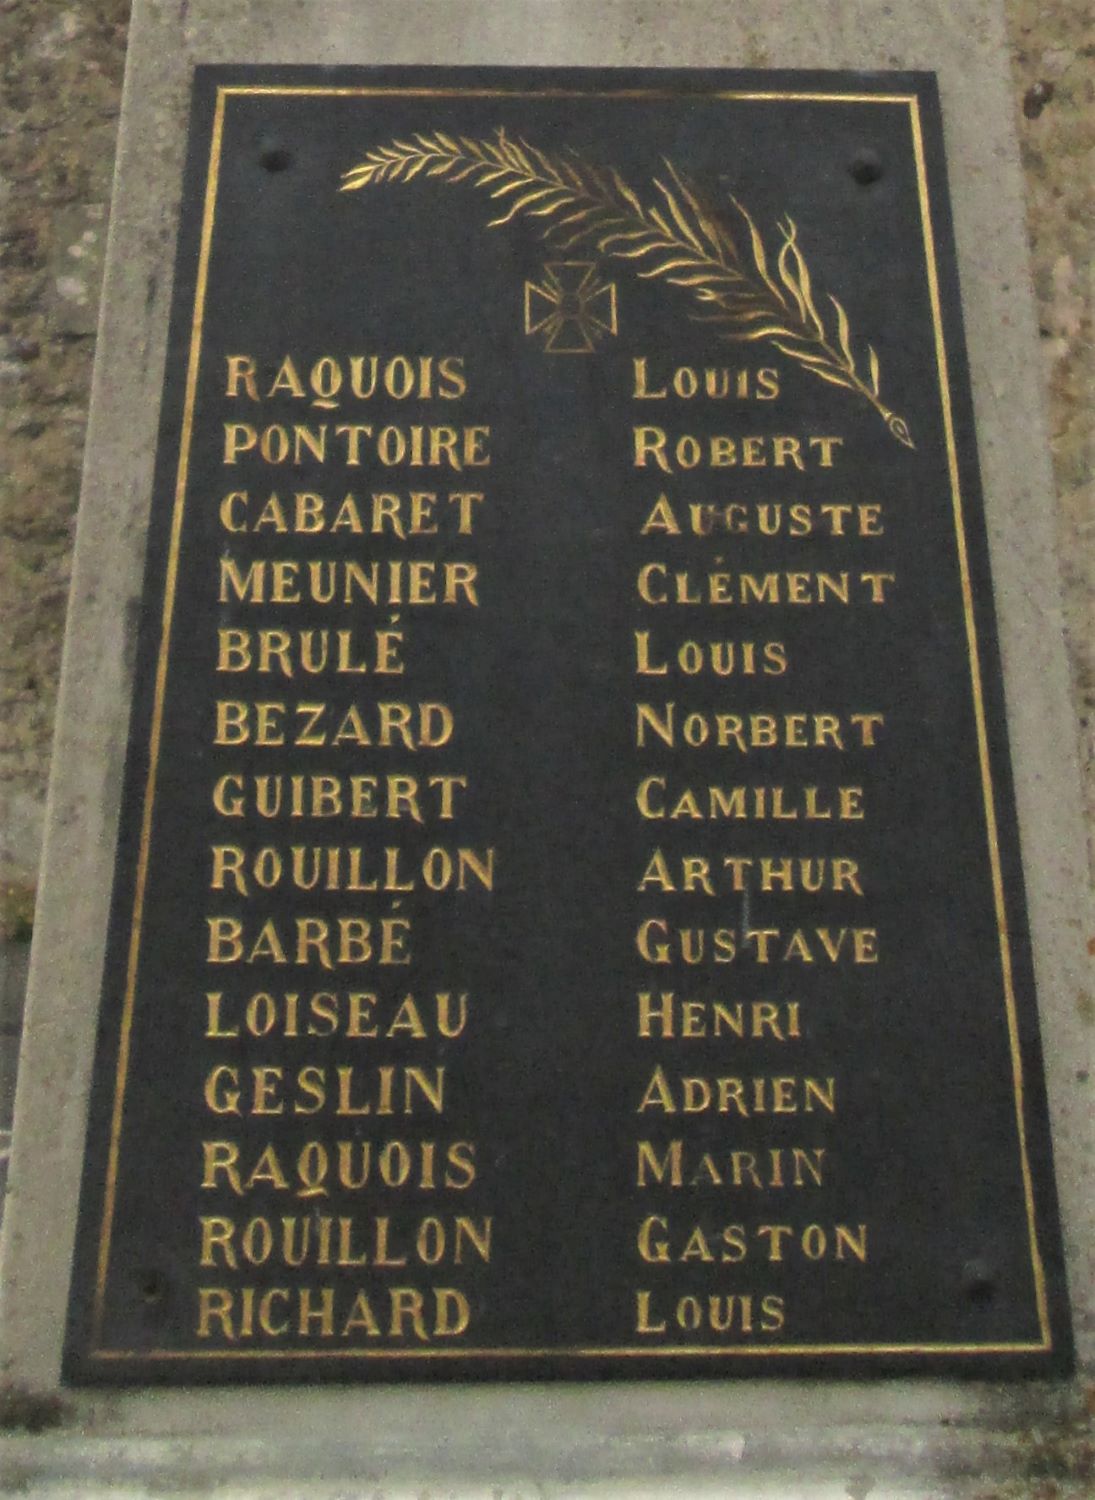 RAQUOIS LOUIS
PONTOIRE ROBERT
CABARET AUGUSTE
MEUNIER CLÉMENT
BRULÉ LOUIS
BEZARD NORBERT
GUIBERT CAMILLE
ROUILLON ARTHUR
BARBÉ GUSTAVE
LOISEAU HENRI
GESLIN ADRIEN
RAQUOIS MARIN
ROUILLON GASTON
RICHARD LOUIS